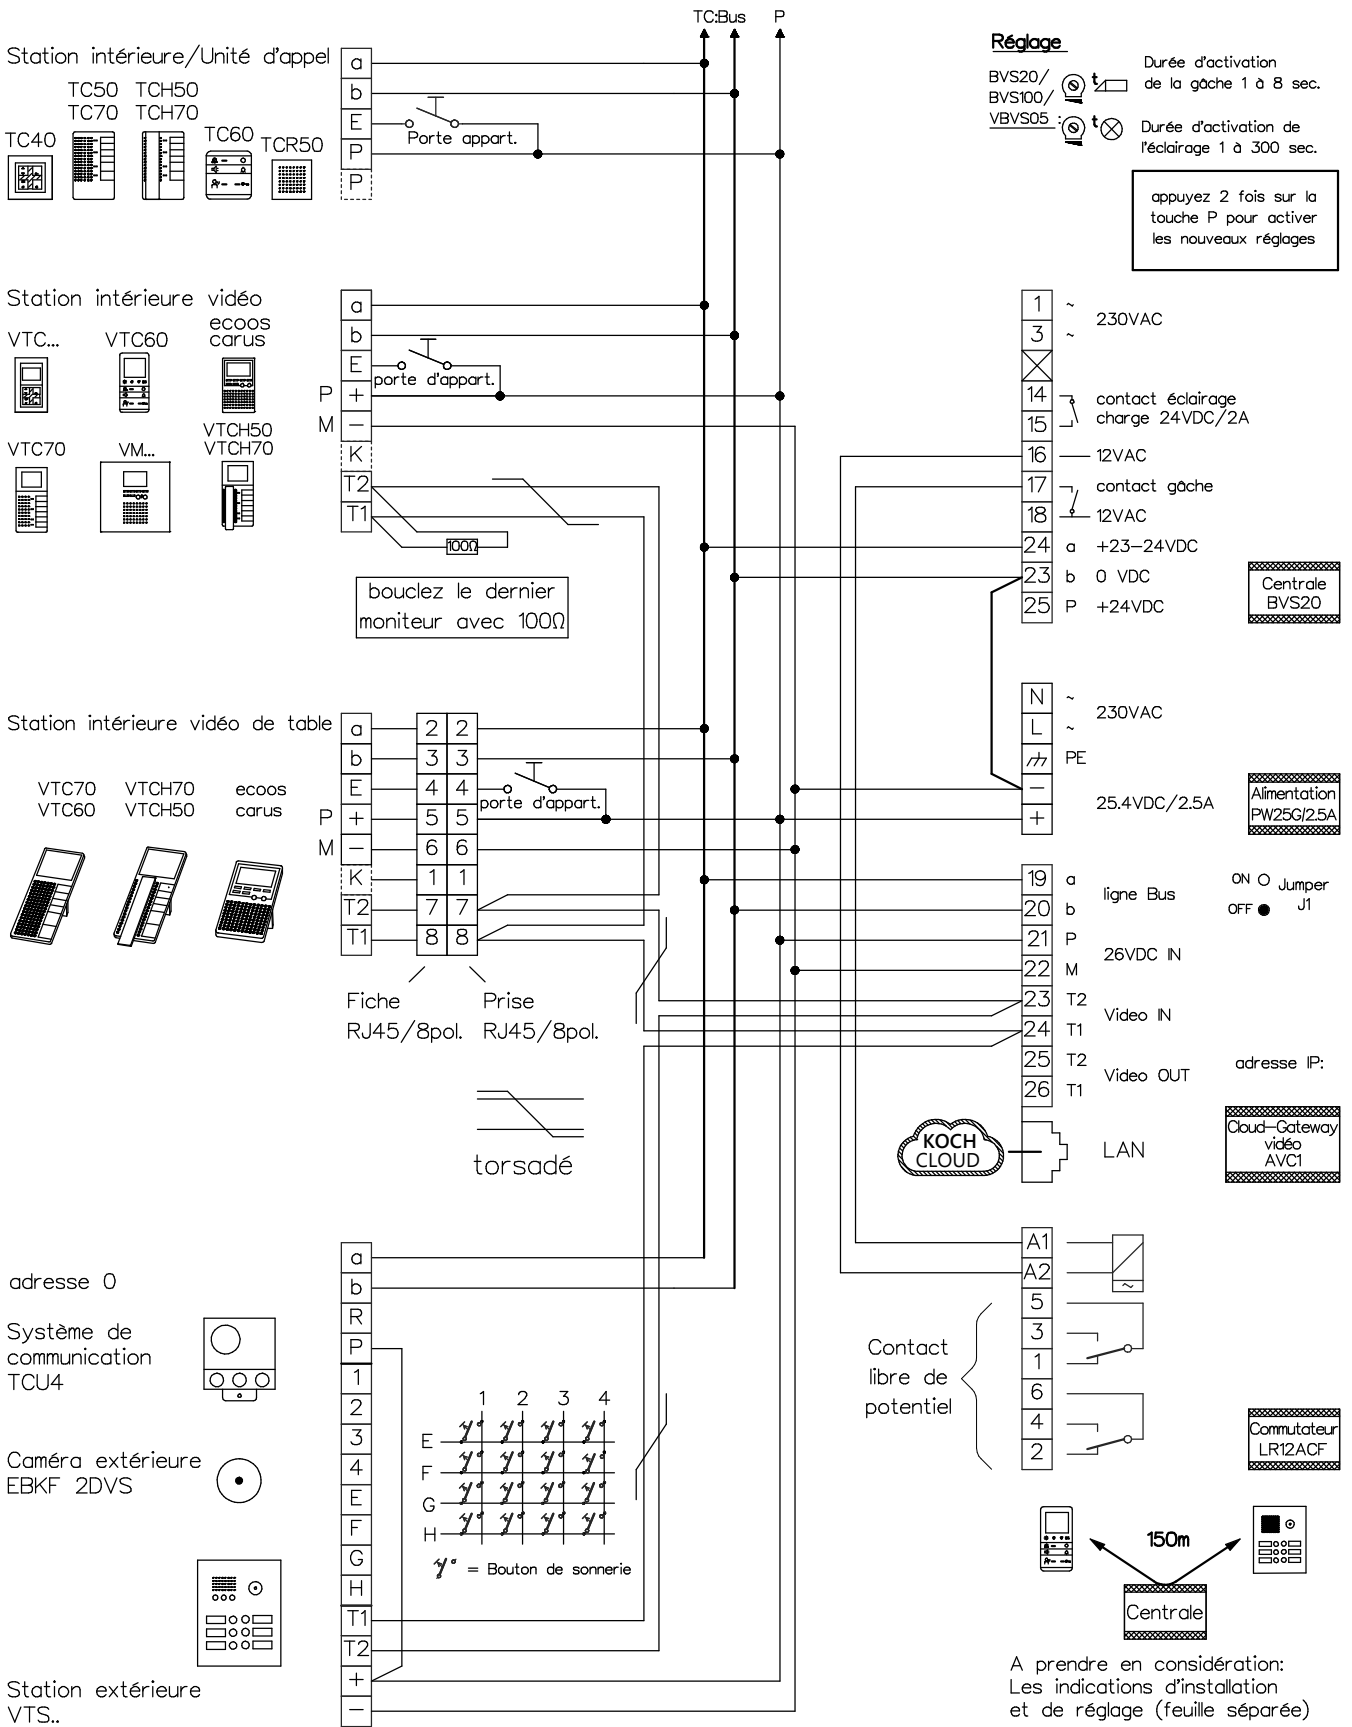 TC:Bus P
Station intérieure/Unité d'appel
TC50 TCH50
TC70 TCH70
TC40
TC60
TCR50
a
b
E
P
P
Porte appart.
Réglage
BVS20/
BVS100/
VBVS05 :
t
Durée d'activation
de la gâche 1 à 8 sec.
t
Durée d'activation de
l'éclairage 1 à 300 sec.
appuyez 2 fois sur la
touche P pour activer
les nouveaux réglages
Station intérieure vidéo
VTC...
VTC60
ecoos
carus
VTC70
VM...
VTCH50
VTCH70
a
b
E
P +
M −
K
T2
T1
porte d'appart.
100Ω
bouclez le dernier
moniteur avec 100Ω
1 ~
3 ~
230VAC
14
15
contact éclairage
charge 24VDC/2A
16 12VAC
17 contact gâche
18 12VAC
24 a +23−24VDC
23 b 0 VDC
25 P +24VDC
Centrale
BVS20
N ~
L ~
230VAC
PE
−
+
25.4VDC/2.5A
Alimentation
PW25G/2.5A
Station intérieure vidéo de table
VTC70 VTCH70 ecoos
VTC60 VTCH50 carus
a 2 2
b 3 3
E 4 4
P + 5 5
M − 6 6
K 1 1
T2 7 7
T1 8 8
porte d'appart.
Fiche
RJ45/8pol.
Prise
RJ45/8pol.
torsadé
19 a
20 b
ligne Bus
21 P
22 M
26VDC IN
23 T2
24 T1
Video IN
25 T2
26 T1
Video OUT
ON
OFF
Jumper
J1
adresse IP:
KOCH
CLOUD
LAN
Cloud−Gateway
vidéo
AVC1
adresse 0
Système de
communication
TCU4
Caméra extérieure
EBKF 2DVS
Station extérieure
VTS..
a
b
R
P
1
2
3
4
E
F
G
H
T1
T2
+
−
1 2 3 4
E
F
G
H
= Bouton de sonnerie
A1
A2
~
5
3
1
6
4
2
Contact
libre de
potentiel
Commutateur
LR12ACF
150m
Centrale
A prendre en considération:
Les indications d'installation
et de réglage (feuille séparée)